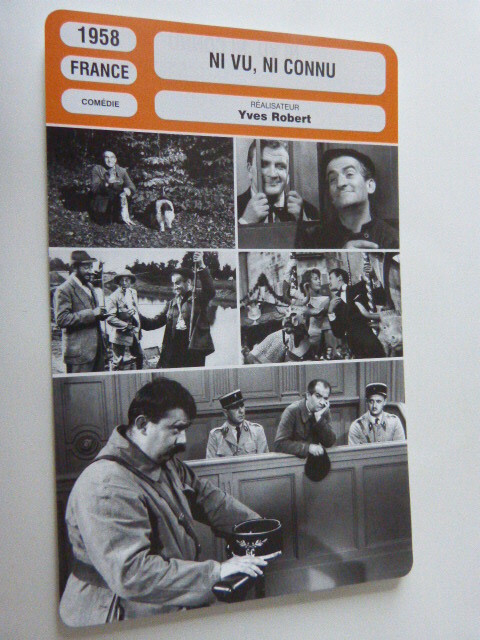 1958
FRANCE
COMÉDIE
NI VU, NI CONNU
RÉALISATEUR
Yves Robert